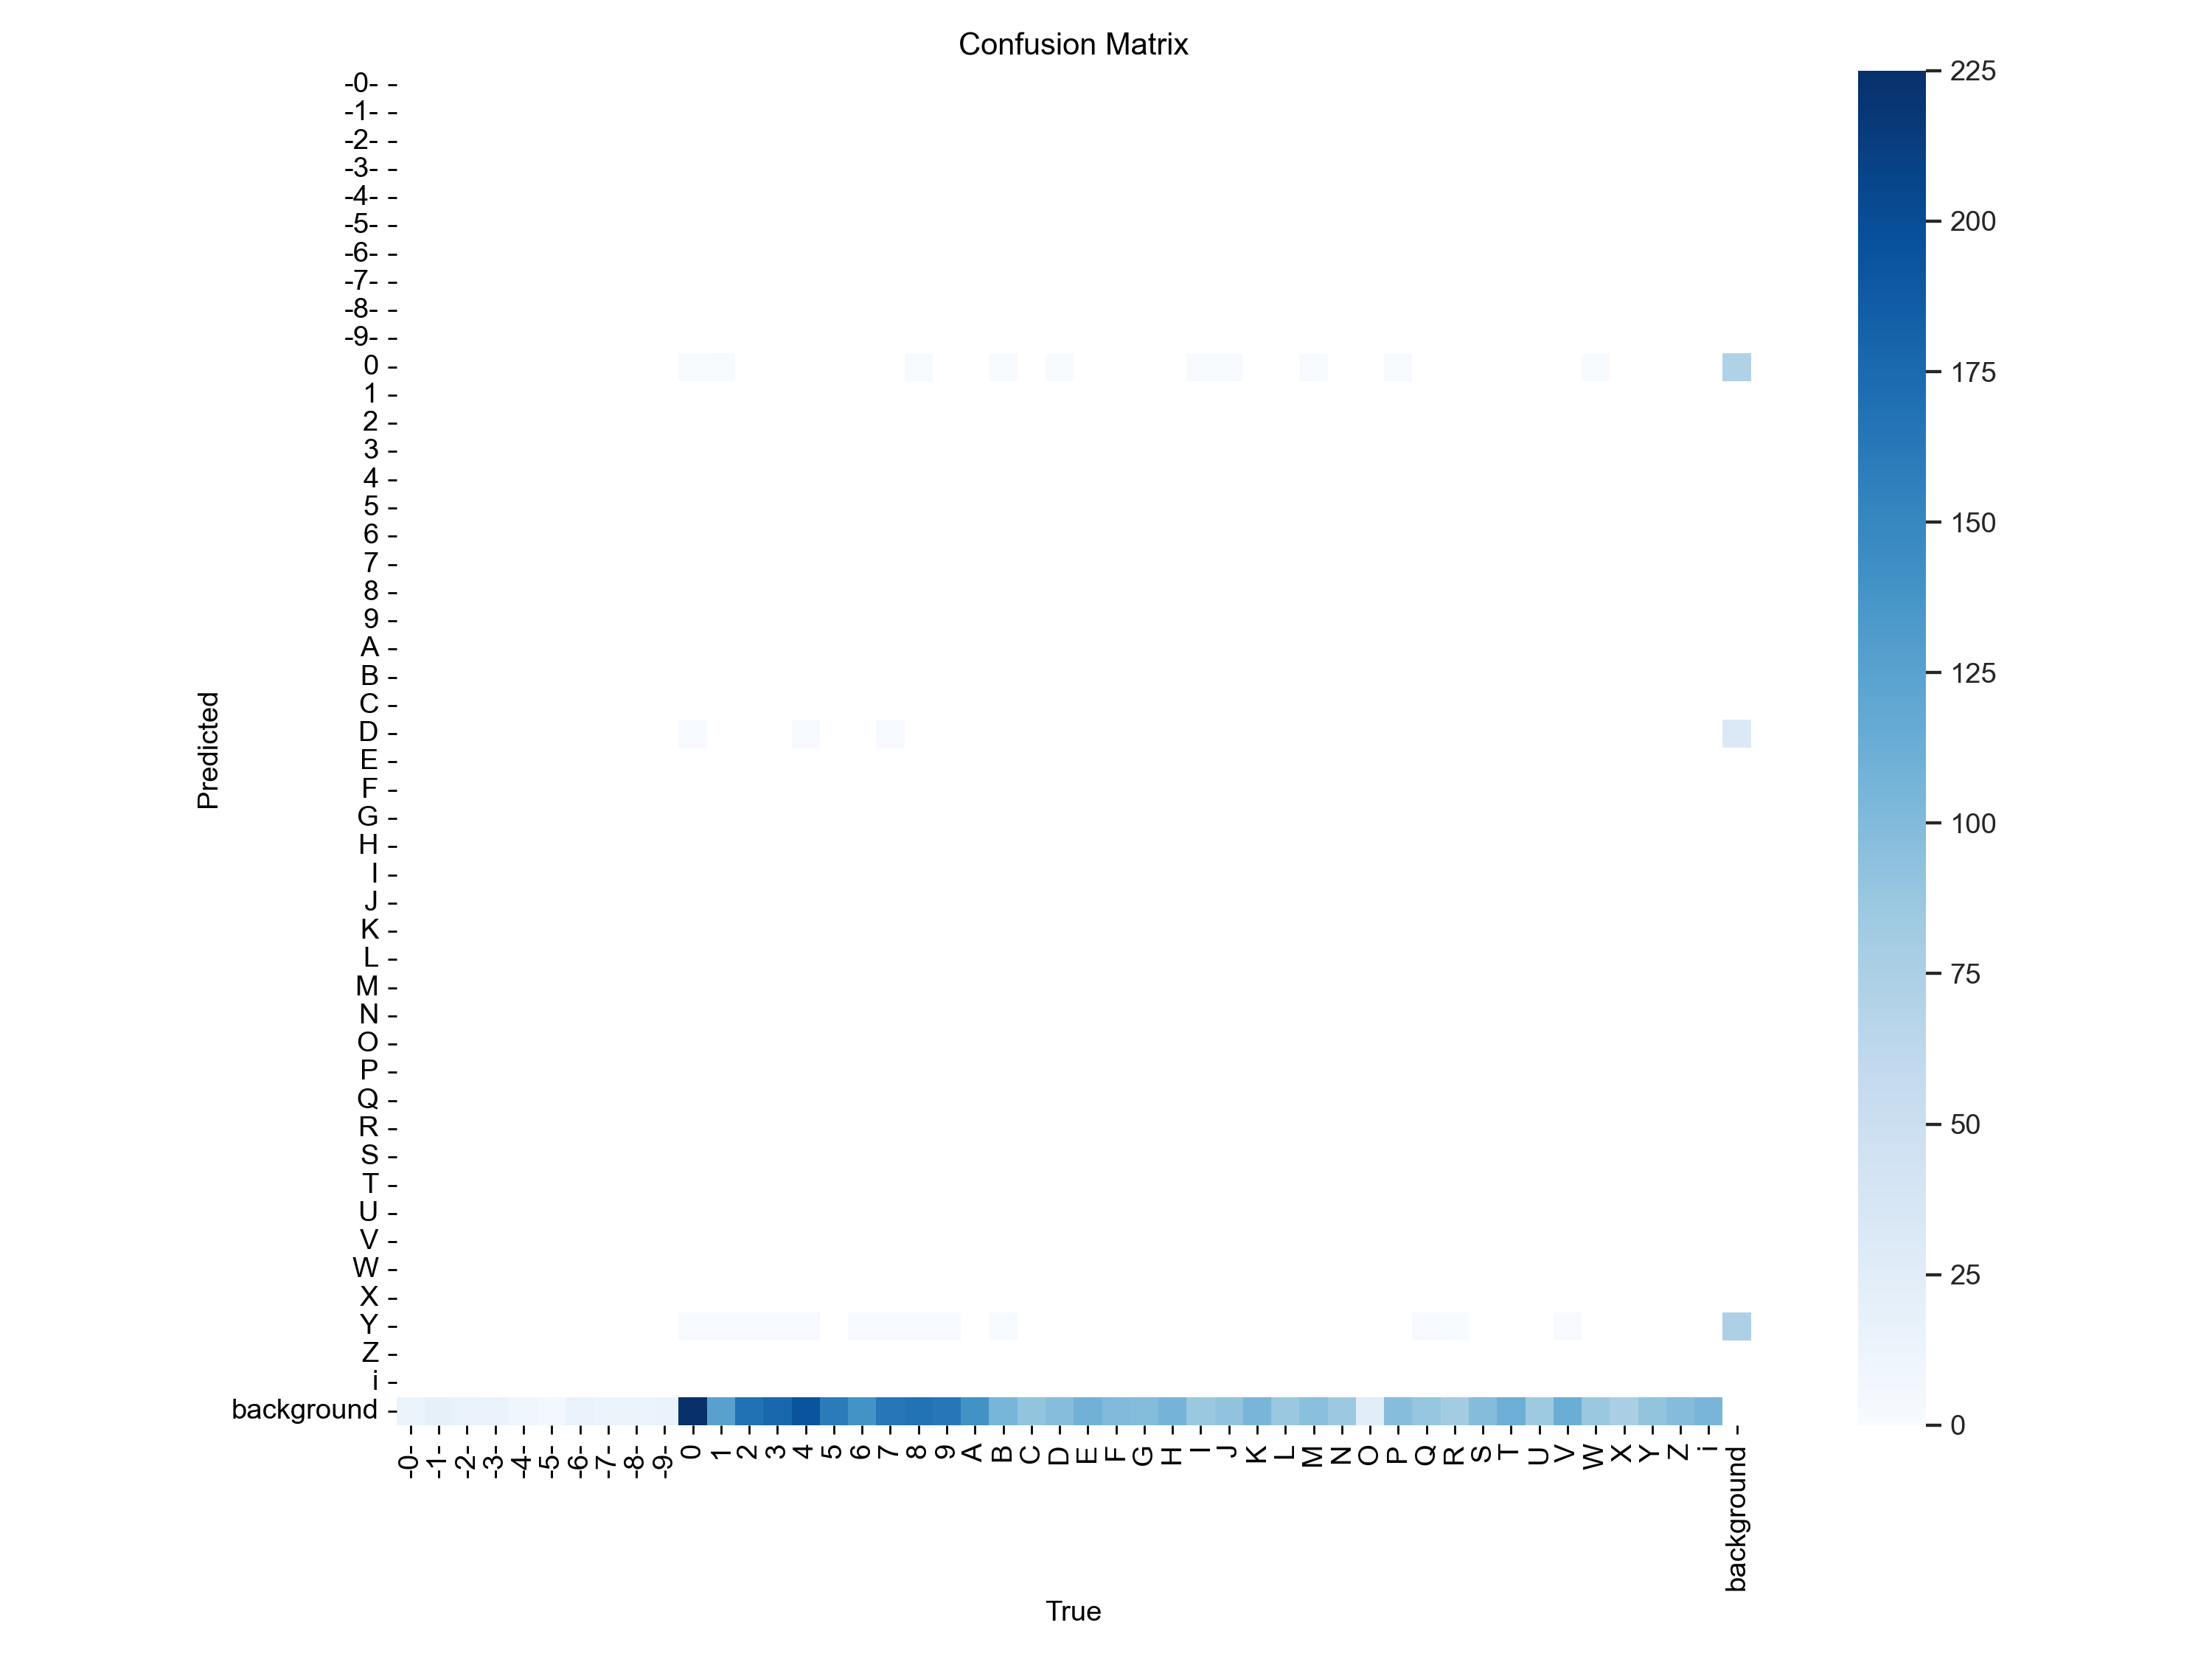 Confusion Matrix
-0-
-1-
-2-
-3-
-4-
-5-
-6-
-7-
-8-
-9-
0
1
2
3
4
5
6
7
8
9
A
B
C
D
E
F
G
H
I
J
K
L
M
N
O
P
Q
R
S
T
U
V
W
X
Y
Z
i
background
Predicted
-0- -1- -2- -3- -4- -5- -6- -7- -8- -9- 0 1 2 3 4 5 6 7 8 9 A B C D E F G H I J K L M N O P Q R S T U V W X Y Z i background
True
225
200
175
150
125
100
75
50
25
0